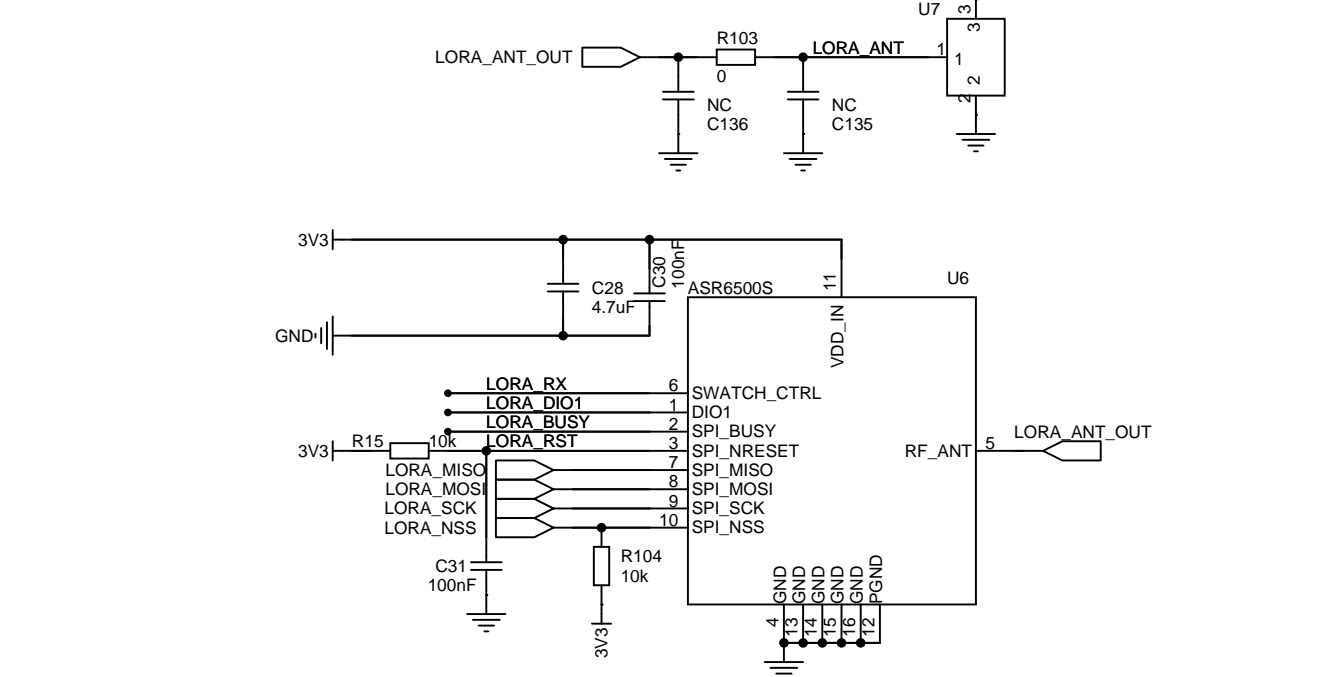 U7
3
3
R103
LORA_ANT_OUT
LORA_ANT
1
1
0
2
2
NC
C136
NC
C135
3V3
C30
100nF
C28
4.7uF
ASR6500S
11
U6
GND
VDD_IN
LORA_RX
6
SWATCH_CTRL
LORA_DIO1
1
DIO1
LORA_BUSY
2
SPI_BUSY
3V3
R15
10k
LORA_RST
3
SPI_NRESET
RF_ANT
5
LORA_ANT_OUT
LORA_MISO
7
SPI_MISO
LORA_MOSI
8
SPI_MOSI
LORA_SCK
9
SPI_SCK
LORA_NSS
10
SPI_NSS
C31
100nF
R104
10k
3V3
GND
GND
GND
GND
GND
PGND
4
13
14
15
16
12